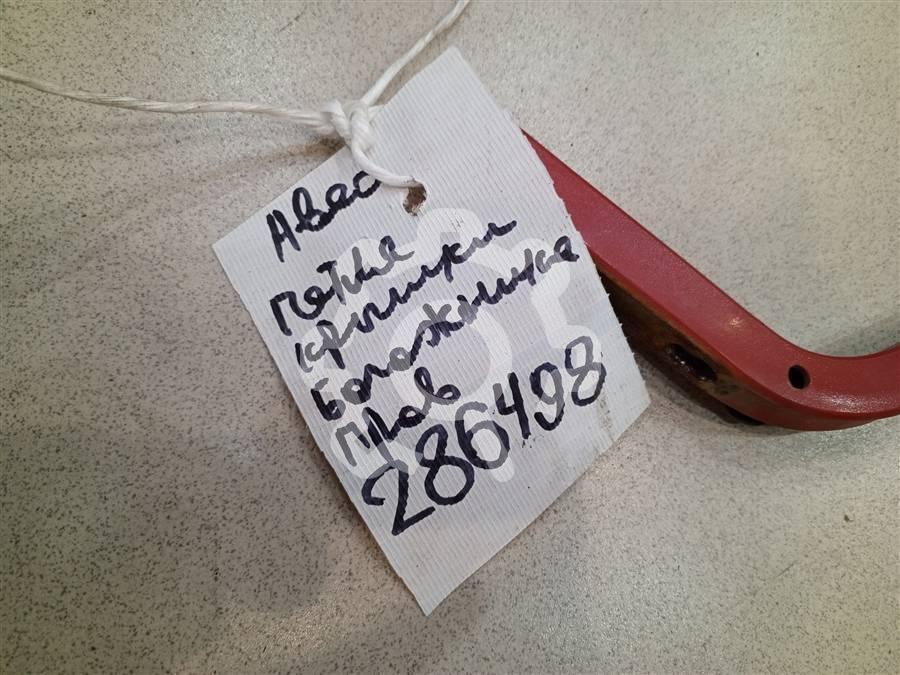 Авео
петля
крышки
багажника
прав
286498